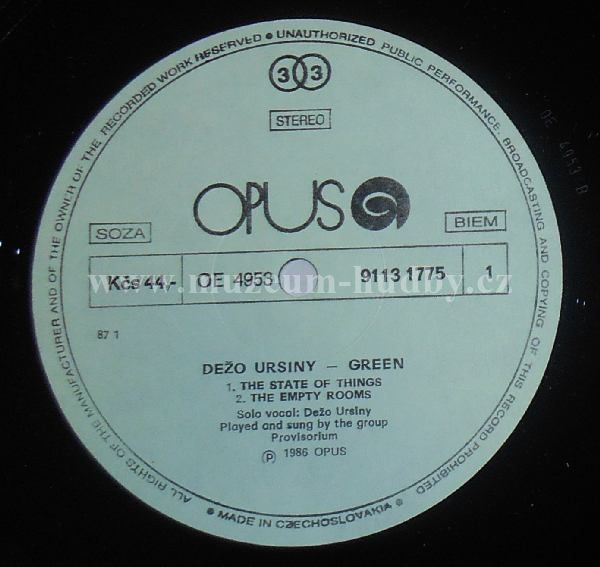 ALL RIGHTS OF THE MANUFACTURER AND OF THE OWNER OF THE RECORDED WORK RESERVED ● UNAUTHORIZED PUBLIC PERFORMANCE, BROADCASTING AND COPYING OF THIS RECORD PROHIBITED
● MADE IN CZECHOSLOVAKIA ●
33
STEREO
OPUS
SOZA
BIEM
Kčs 44,- OE 4953 9113 1775 1
www.muzeum-hudby.cz
87 1
DEŽO URSINY — GREEN
1. THE STATE OF THINGS
2. THE EMPTY ROOMS
Solo vocal: Dežo Ursiny
Played and sung by the group
Provisorium
Ⓟ 1986 OPUS
OE 4953 B